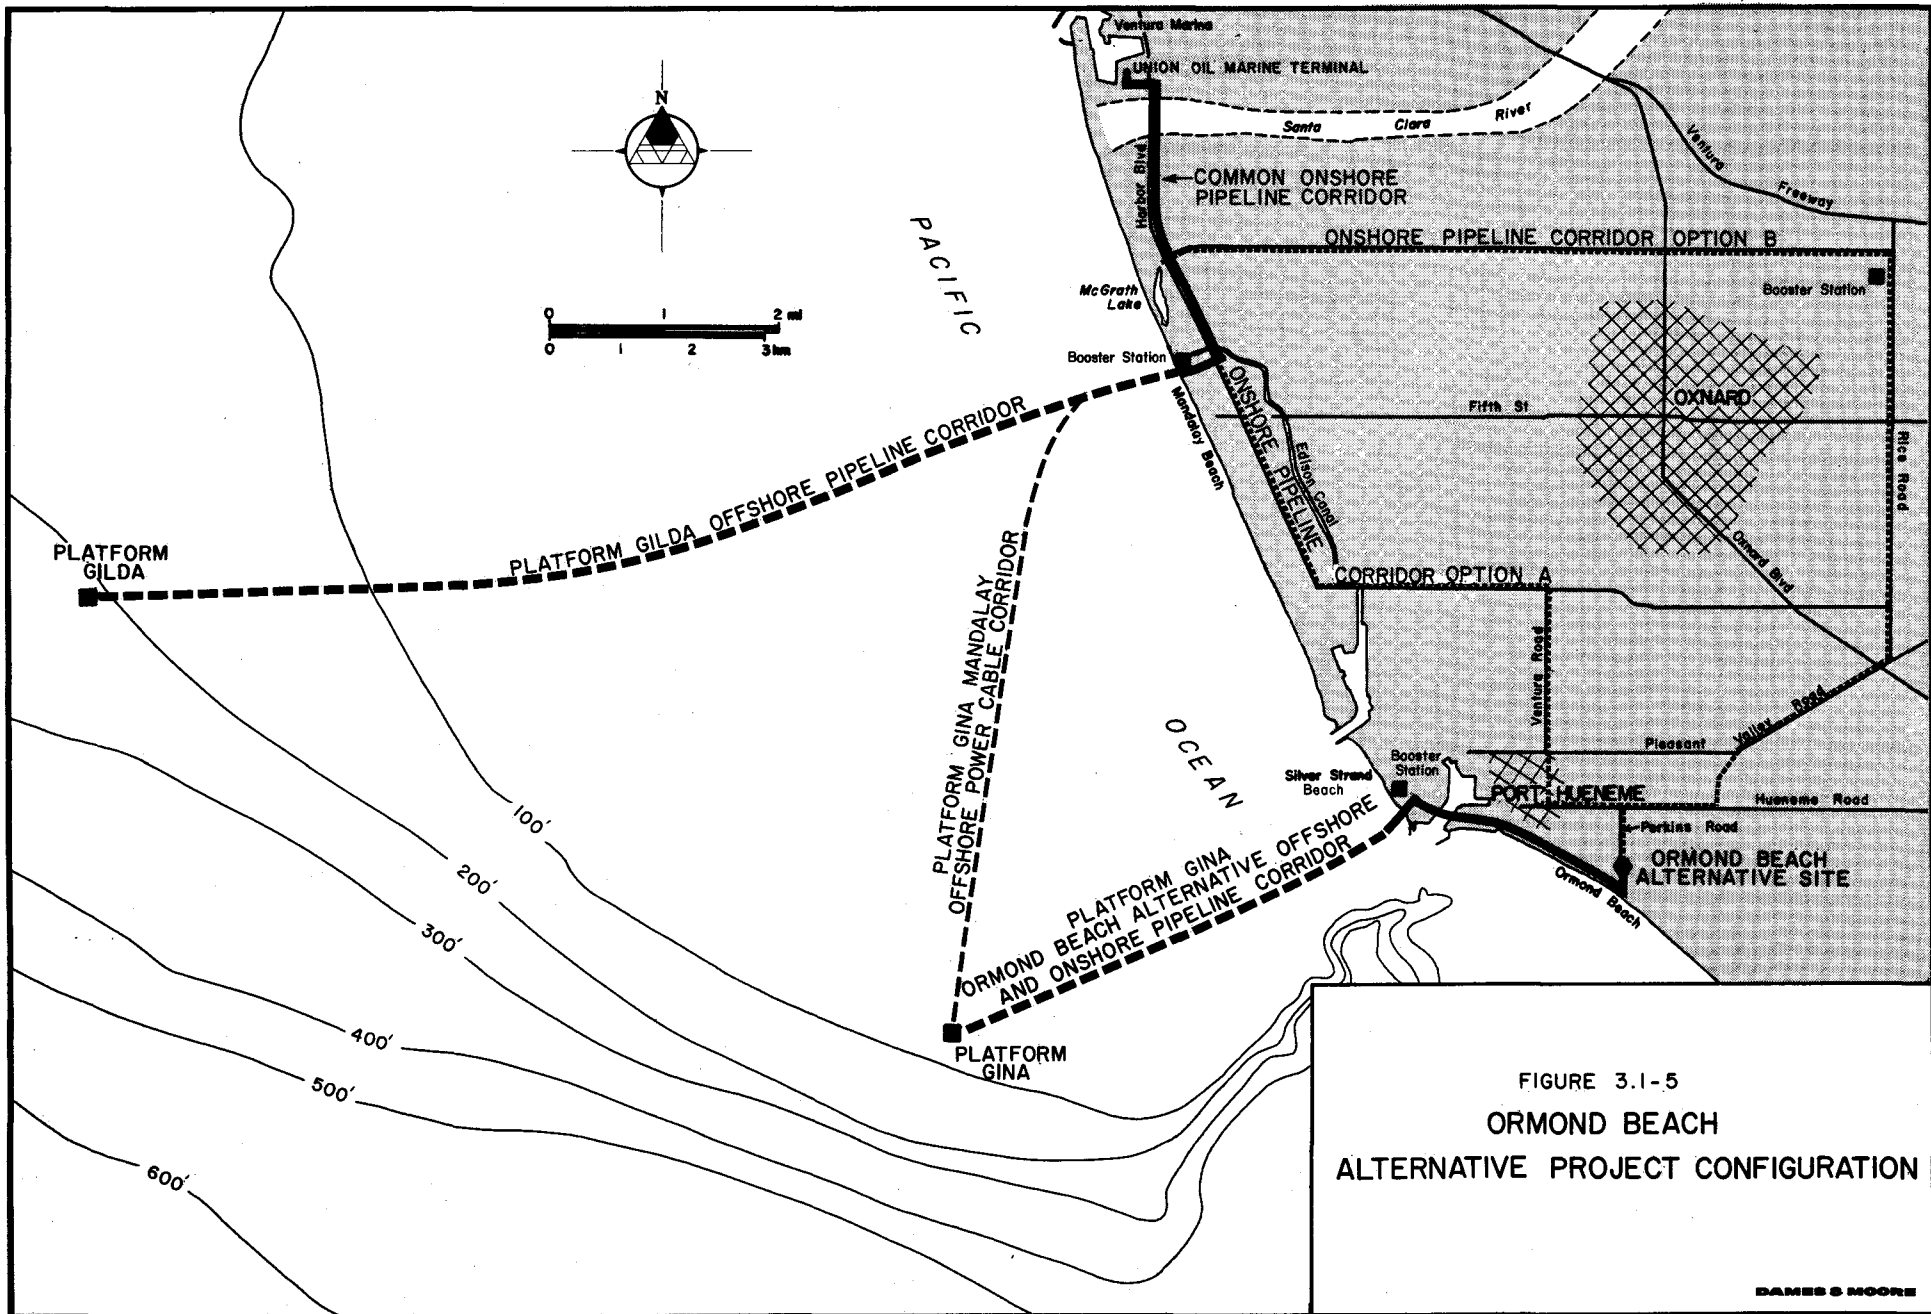 Ventura Marina
UNION OIL MARINE TERMINAL
N
Santa Clara River
Harbor Blvd
COMMON ONSHORE
PIPELINE CORRIDOR
Ventura Freeway
ONSHORE PIPELINE CORRIDOR OPTION B
PACIFIC
McGrath
Lake
Booster Station
0 1 2 mi
0 1 2 3 km
Booster Station
ONSHORE PIPELINE
Mandalay Beach
Edison Canal
Fifth St
OXNARD
Rice Road
Oxnard Blvd
PLATFORM GILDA OFFSHORE PIPELINE CORRIDOR
PLATFORM
GILDA
CORRIDOR OPTION A
PLATFORM GINA MANDALAY
OFFSHORE POWER CABLE CORRIDOR
Ventura Road
Pleasant Valley Road
OCEAN
Silver Strand
Beach
Booster
Station
PORT HUENEME
Hueneme Road
Perkins Road
ORMOND BEACH
ALTERNATIVE SITE
Ormond Beach
PLATFORM GINA
ORMOND BEACH ALTERNATIVE OFFSHORE
AND ONSHORE PIPELINE CORRIDOR
100'
200'
300'
400'
500'
600'
PLATFORM
GINA
FIGURE 3.1-5
ORMOND BEACH
ALTERNATIVE PROJECT CONFIGURATION
DAMES & MOORE